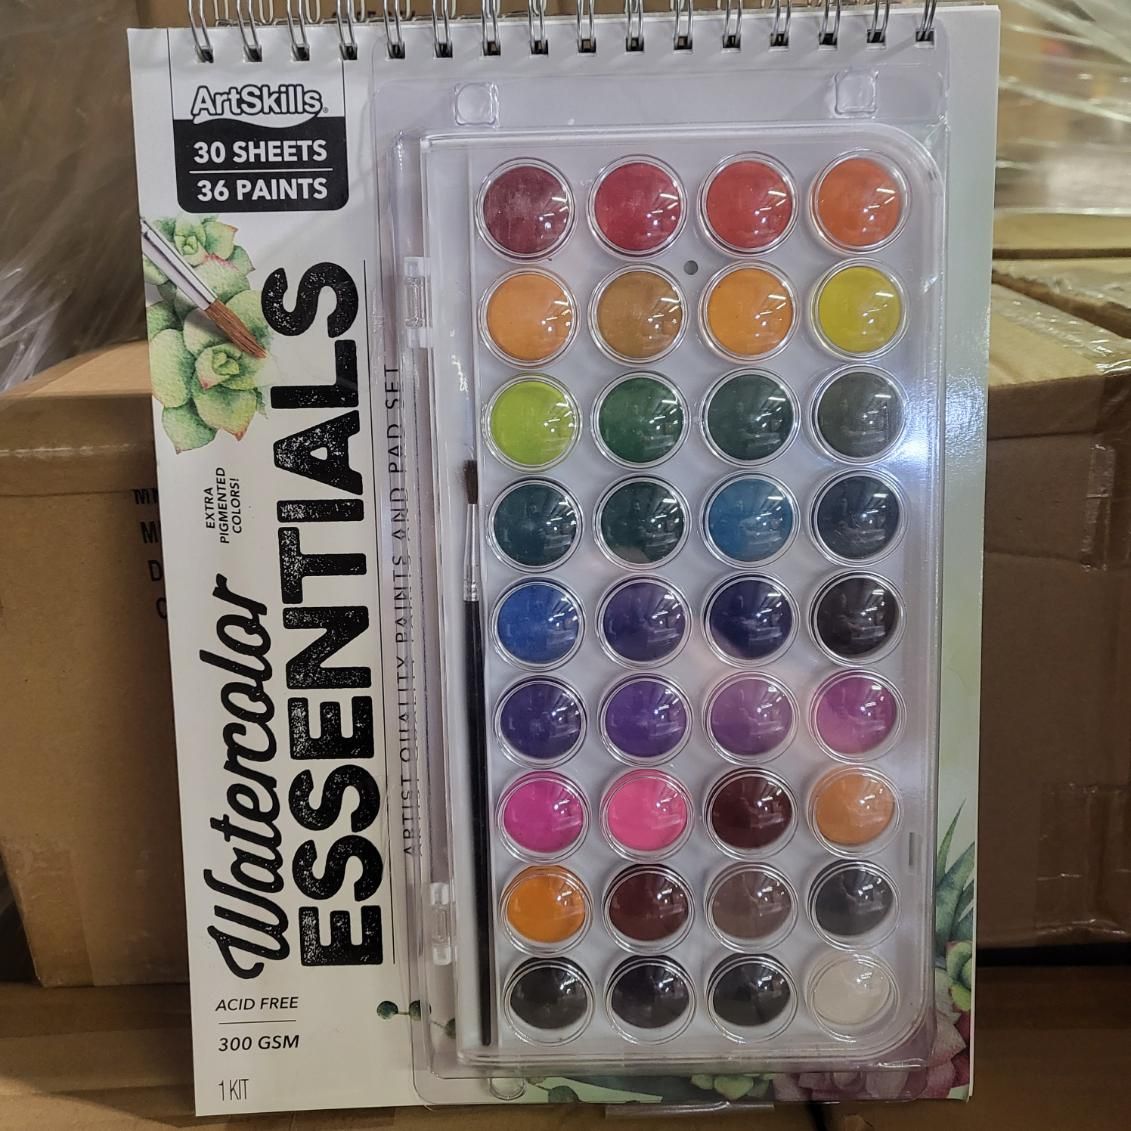 ArtSkills®
30 SHEETS
36 PAINTS
EXTRA
PIGMENTED
COLORS!
Watercolor
ESSENTIALS
ARTIST QUALITY PAINTS AND PAD SET
ACID FREE
300 GSM
1 KIT